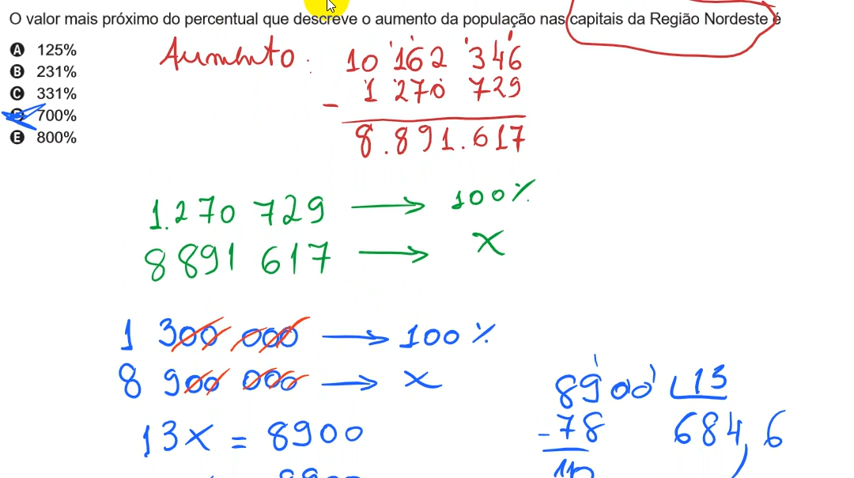 O valor mais próximo do percentual que descreve o aumento da população nas capitais da Região Nordeste é
A 125%
B 231%
C 331%
700%
E 800%
Aumento: 10 162 346
- 1 270 729
8.891.617
1.270 729 → 100%
8 891 617 → X
1 300 000 → 100%
8 900 000 → X
13X = 8900
8900 13
-78 684,6
8900